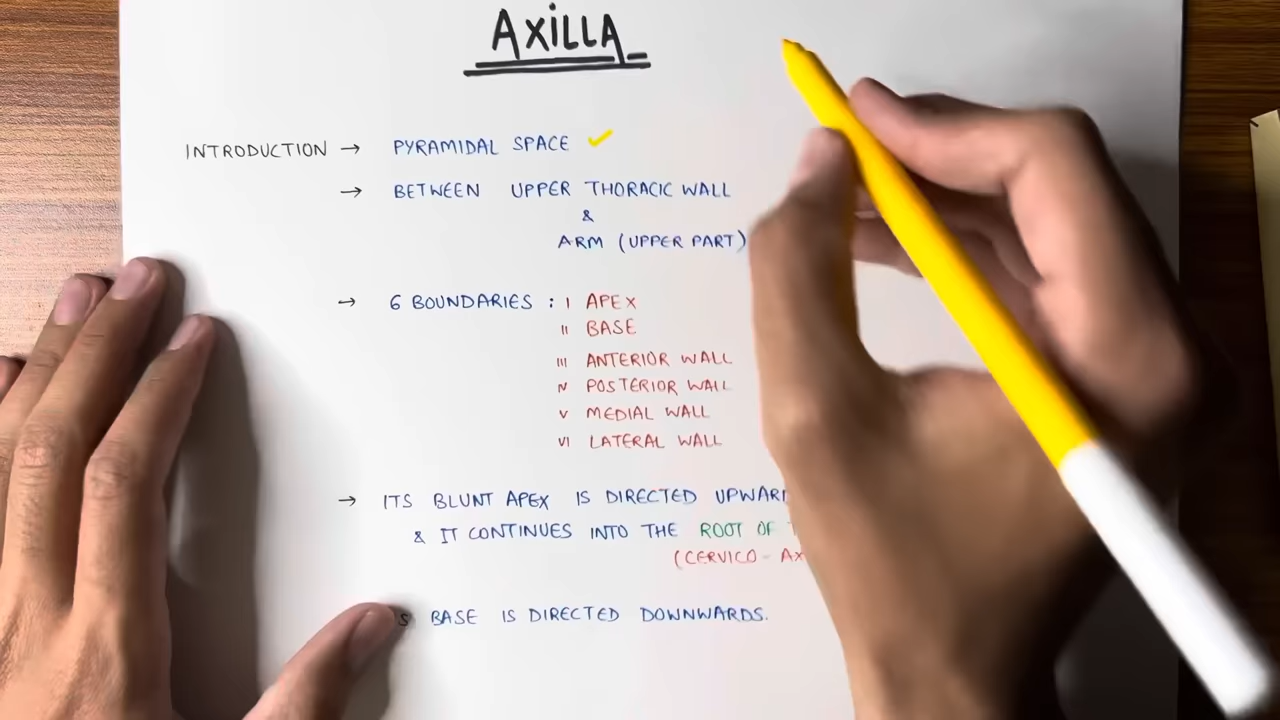 AXILLA
INTRODUCTION → PYRAMIDAL SPACE ✓
→ BETWEEN UPPER THORACIC WALL
&
ARM (UPPER PART)
→ 6 BOUNDARIES : I APEX
II BASE
III ANTERIOR WALL
IV POSTERIOR WALL
V MEDIAL WALL
VI LATERAL WALL
→ ITS BLUNT APEX IS DIRECTED
& IT CONTINUES INTO THE ROOT OF
(CERVICO-
BASE IS DIRECTED DOWNWARDS.